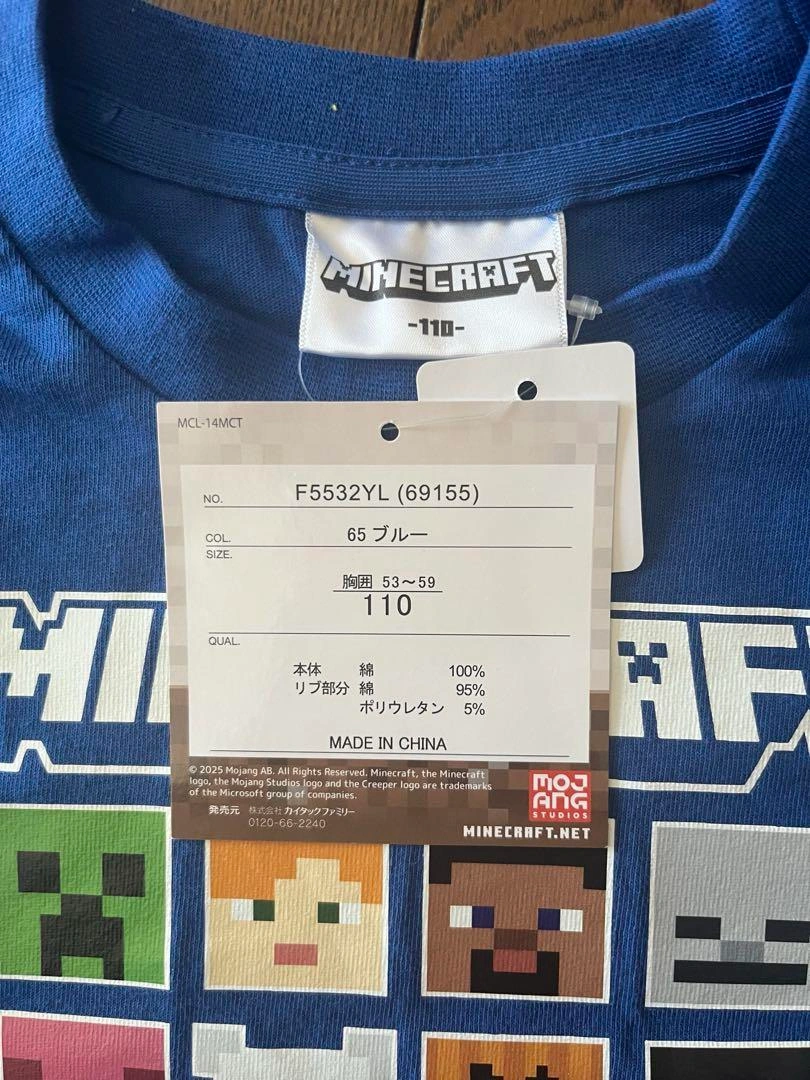 MINECRAFT
-110-
MCL-14MCT
NO. F5532YL (69155)
COL. 65 ブルー
SIZE.
胸囲 53～59
110
QUAL.
本体 綿 100%
リブ部分 綿 95%
ポリウレタン 5%
MADE IN CHINA
© 2025 Mojang AB. All Rights Reserved. Minecraft, the Minecraft
logo, the Mojang Studios logo and the Creeper logo are trademarks
of the Microsoft group of companies.
発売元 株式会社 カイタックファミリー
0120-66-2240
MOJ
ANG
STUDIOS
MINECRAFT.NET
MI RAF